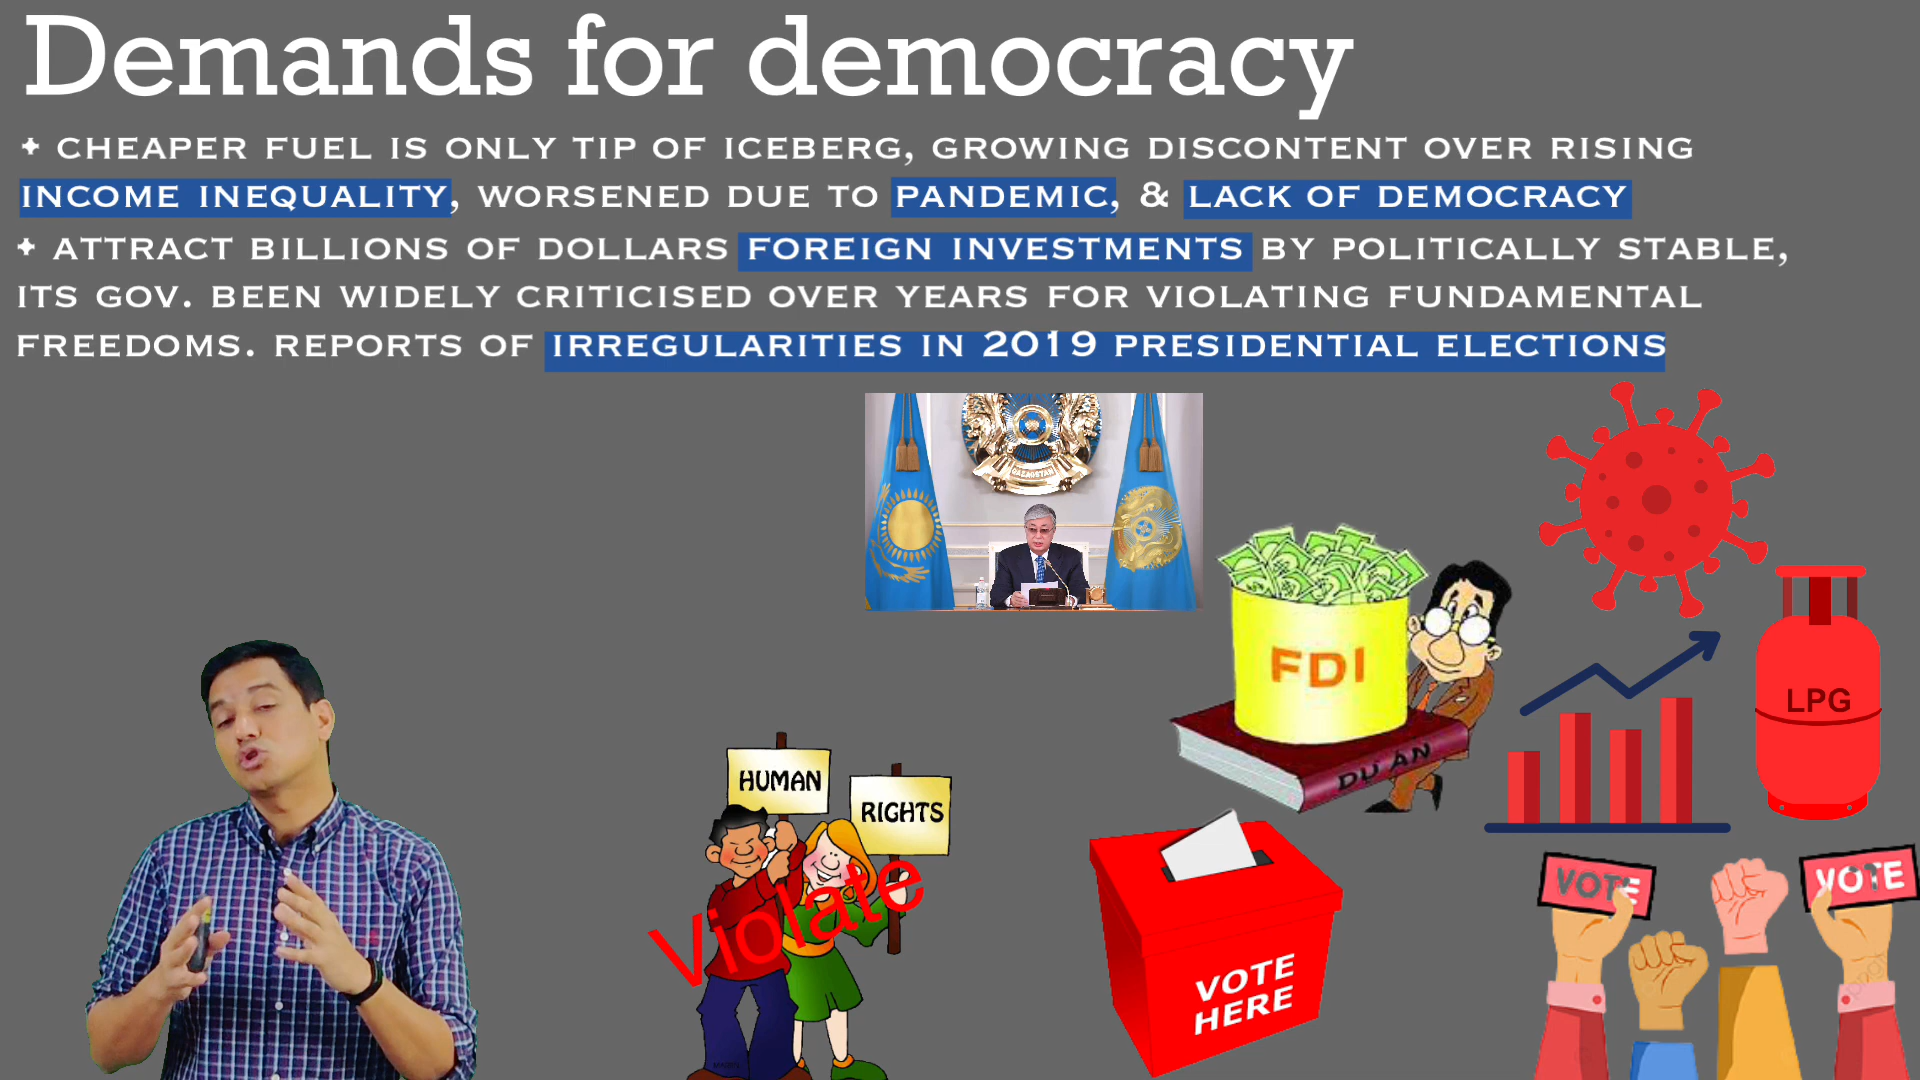 Demands for democracy
+ CHEAPER FUEL IS ONLY TIP OF ICEBERG, GROWING DISCONTENT OVER RISING
INCOME INEQUALITY, WORSENED DUE TO PANDEMIC, & LACK OF DEMOCRACY
+ ATTRACT BILLIONS OF DOLLARS FOREIGN INVESTMENTS BY POLITICALLY STABLE,
ITS GOV. BEEN WIDELY CRITICISED OVER YEARS FOR VIOLATING FUNDAMENTAL
FREEDOMS. REPORTS OF IRREGULARITIES IN 2019 PRESIDENTIAL ELECTIONS
QAZAQSTAN
FDI
DỰ ÁN
LPG
HUMAN
RIGHTS
Violate
VOTE
HERE
VOTE
VOTE